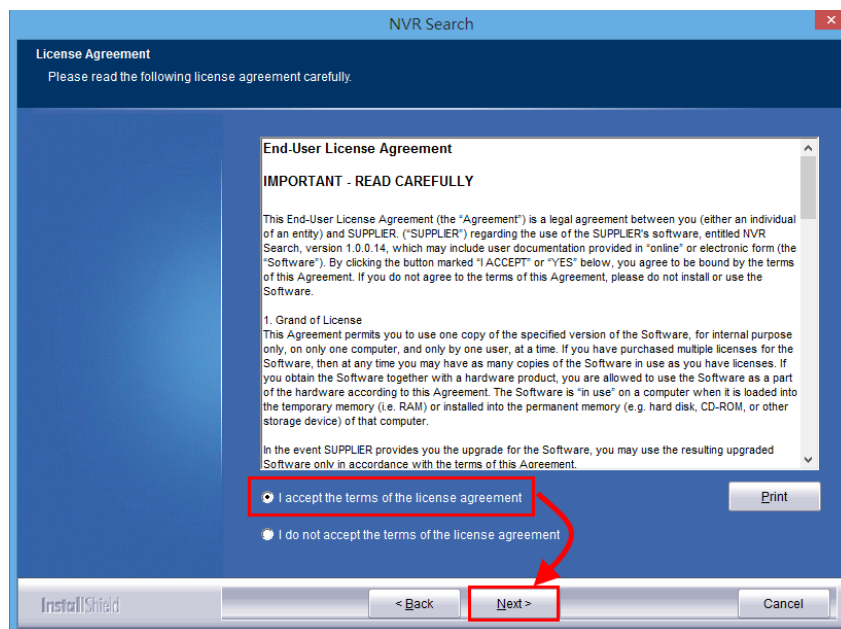 NVR Search
License Agreement
Please read the following license agreement carefully.
End-User License Agreement
IMPORTANT - READ CAREFULLY
This End-User License Agreement (the “Agreement”) is a legal agreement between you (either an individual
of an entity) and SUPPLIER. (“SUPPLIER”) regarding the use of the SUPPLIER's software, entitled NVR
Search, version 1.0.0.14, which may include user documentation provided in “online” or electronic form (the
“Software”). By clicking the button marked “I ACCEPT” or “YES” below, you agree to be bound by the terms
of this Agreement. If you do not agree to the terms of this Agreement, please do not install or use the
Software.
1. Grand of License
This Agreement permits you to use one copy of the specified version of the Software, for internal purpose
only, on only one computer, and only by one user, at a time. If you have purchased multiple licenses for the
Software, then at any time you may have as many copies of the Software in use as you have licenses. If
you obtain the Software together with a hardware product, you are allowed to use the Software as a part
of the hardware according to this Agreement. The Software is “in use” on a computer when it is loaded into
the temporary memory (i.e. RAM) or installed into the permanent memory (e.g. hard disk, CD-ROM, or other
storage device) of that computer.
In the event SUPPLIER provides you the upgrade for the Software, you may use the resulting upgraded
Software only in accordance with the terms of this Agreement.
I accept the terms of the license agreement
Print
I do not accept the terms of the license agreement
InstallShield
< Back
Next >
Cancel